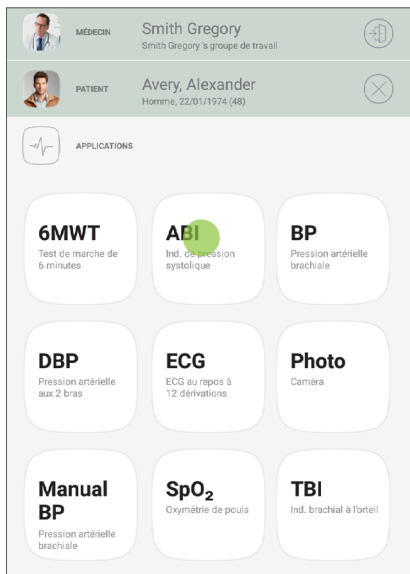 MÉDECIN
Smith Gregory
Smith Gregory 's groupe de travail
PATIENT
Avery, Alexander
Homme, 22/01/1974 (48)
APPLICATIONS
6MWT
Test de marche de
6 minutes
ABI
Ind. de pression
systolique
BP
Pression artérielle
brachiale
DBP
Pression artérielle
aux 2 bras
ECG
ECG au repos à
12 dérivations
Photo
Caméra
Manual
BP
Pression artérielle
brachiale
SpO₂
Oxymétrie de pouls
TBI
Ind. brachial à l'orteil